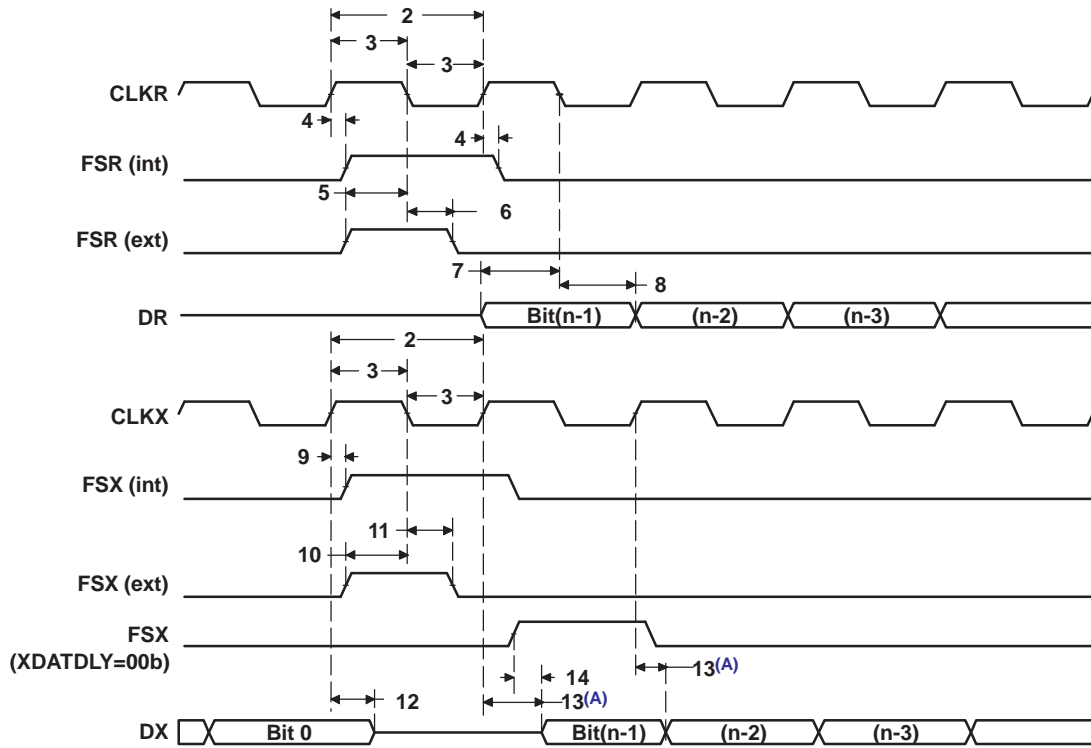 2
3
3
CLKR
4
4
FSR (int)
5
6
FSR (ext)
7
8
DR
Bit(n-1)
(n-2)
(n-3)
2
3
3
CLKX
9
FSX (int)
11
10
FSX (ext)
FSX
(XDATDLY=00b)
14
13(A)
13(A)
12
DX
Bit 0
Bit(n-1)
(n-2)
(n-3)